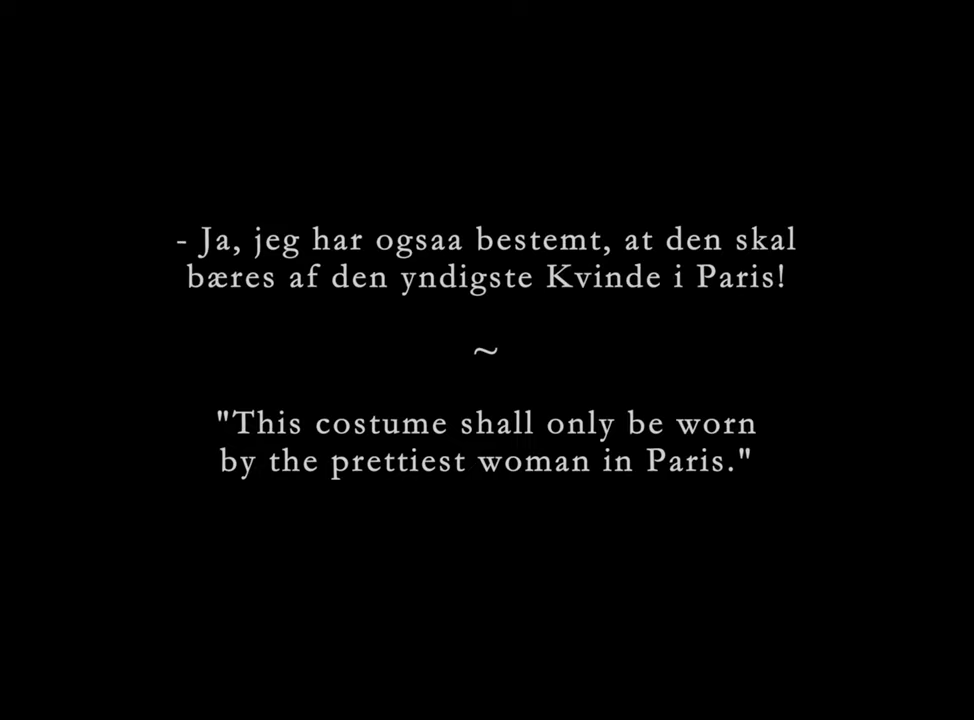 - Ja, jeg har ogsaa bestemt, at den skal
bæres af den yndigste Kvinde i Paris!
~
"This costume shall only be worn
by the prettiest woman in Paris."